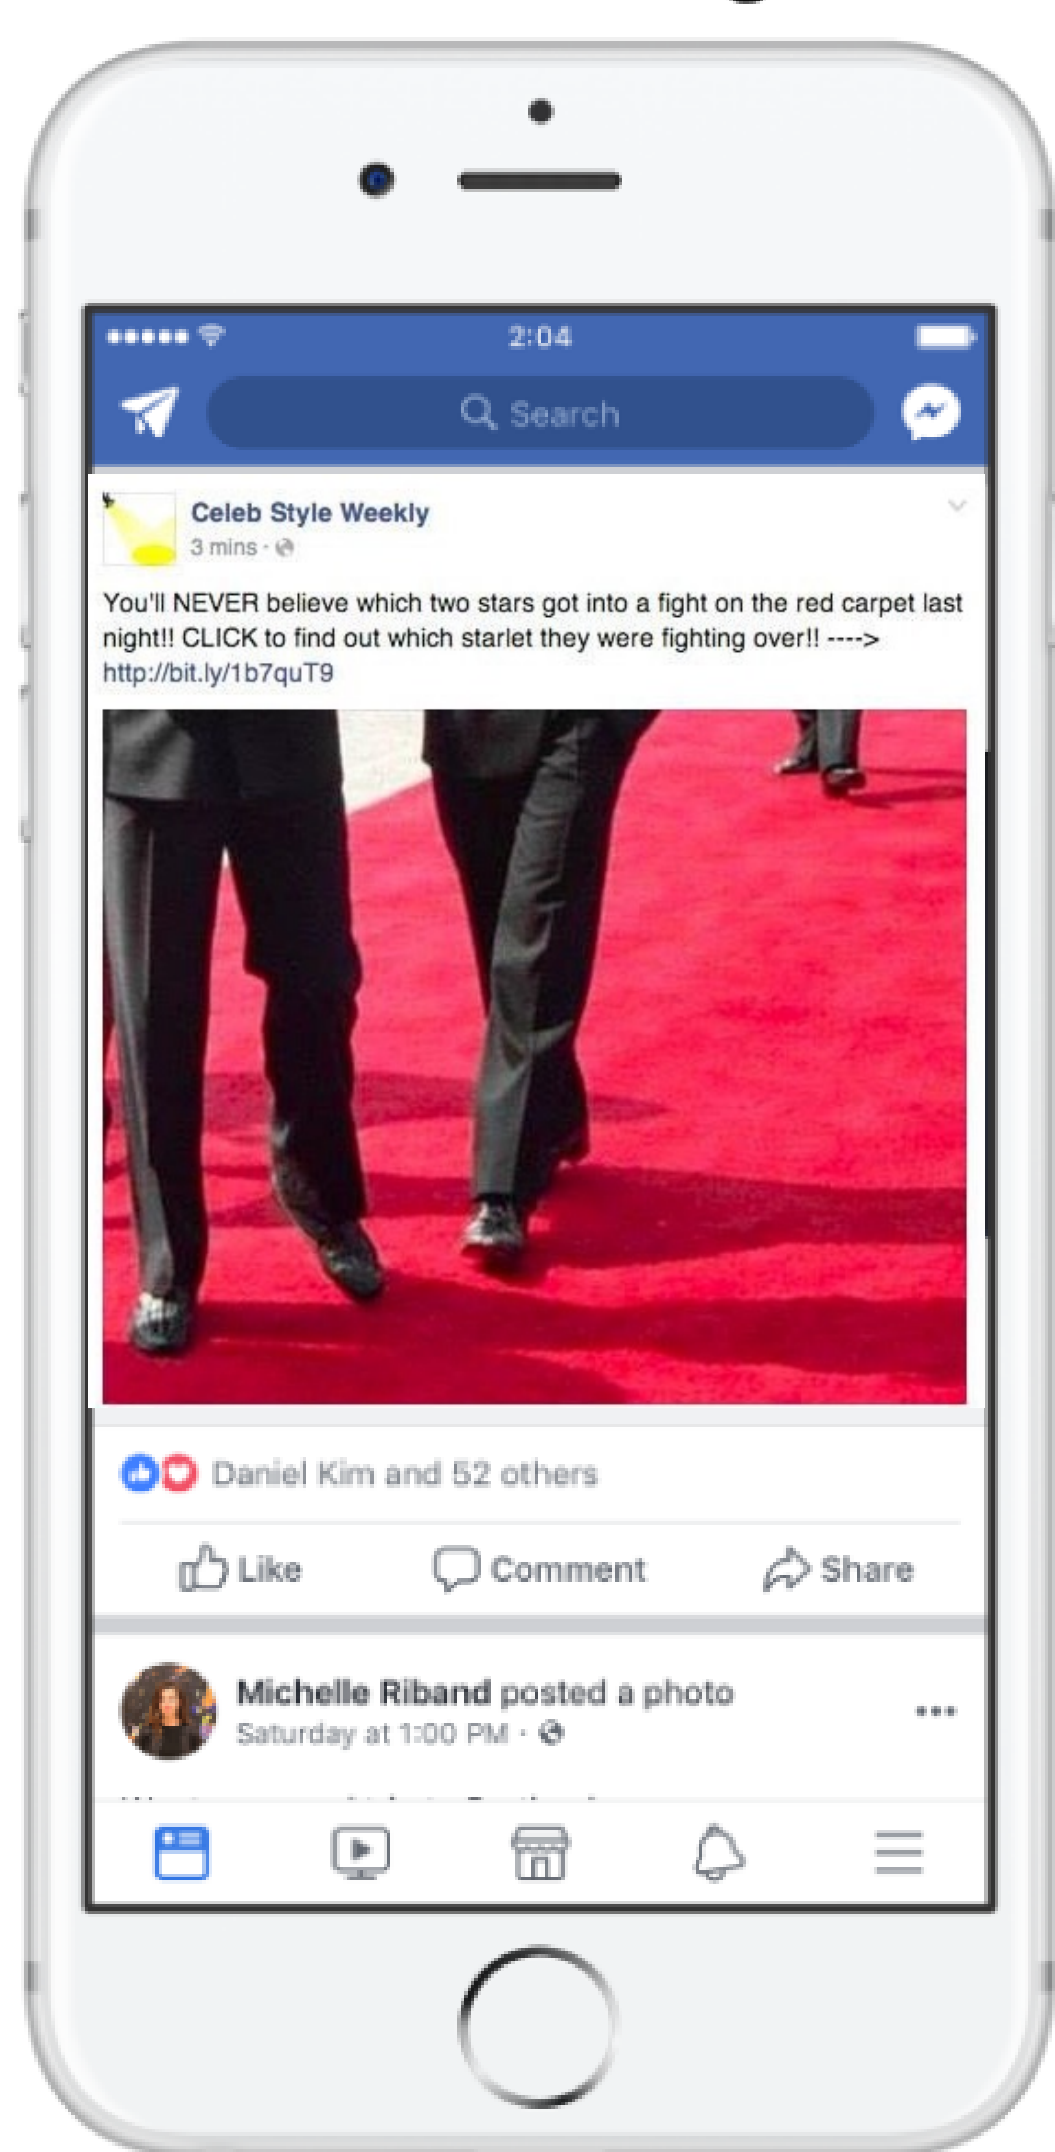 2:04
Search
Celeb Style Weekly
3 mins ·
You'll NEVER believe which two stars got into a fight on the red carpet last
night!! CLICK to find out which starlet they were fighting over!! ---->
http://bit.ly/1b7quT9
Daniel Kim and 52 others
Like Comment Share
Michelle Riband posted a photo
Saturday at 1:00 PM ·